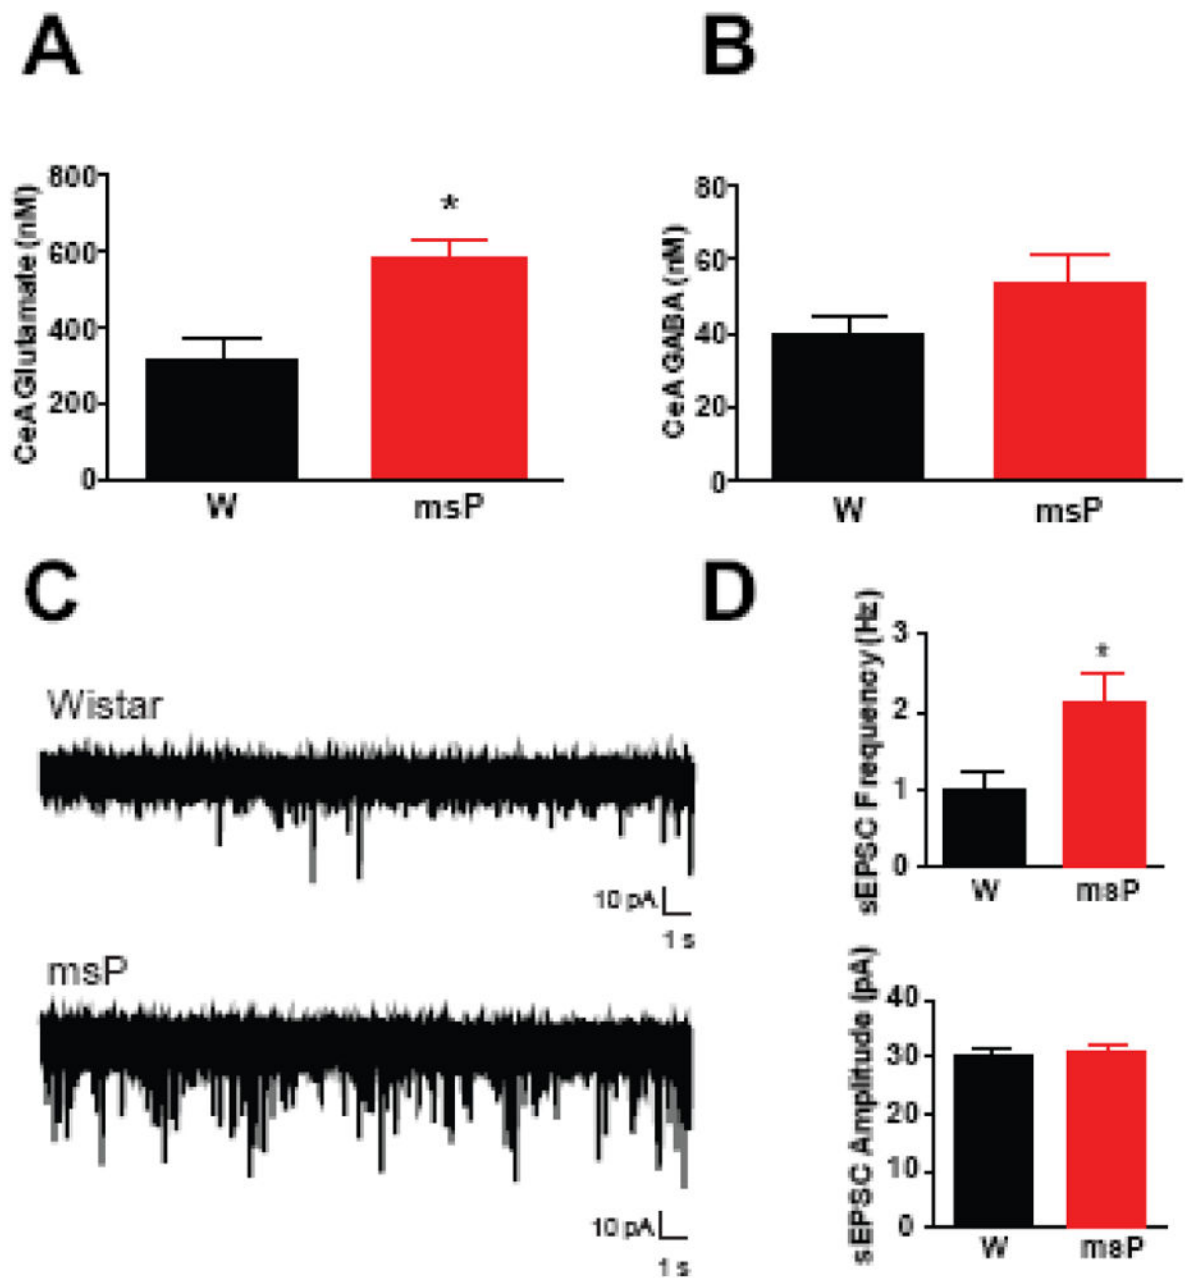 A
CeA Glutamate (nM)
800
600
400
200
0
*
W
msP
B
CeA GABA (nM)
80
60
40
20
0
W
msP
C
Wistar
10 pA
1 s
msP
10 pA
1 s
D
sEPSC Frequency (Hz)
3
2
1
0
*
W
msP
sEPSC Amplitude (pA)
40
30
20
10
0
W
msP